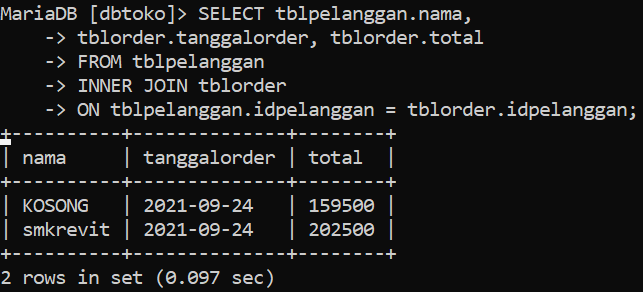 MariaDB [dbtoko]> SELECT tblpelanggan.nama,
    -> tblorder.tanggalorder, tblorder.total
    -> FROM tblpelanggan
    -> INNER JOIN tblorder
    -> ON tblpelanggan.idpelanggan = tblorder.idpelanggan;
+----------+--------------+--------+
| nama     | tanggalorder | total  |
+----------+--------------+--------+
| KOSONG   | 2021-09-24   | 159500 |
| smkrevit | 2021-09-24   | 202500 |
+----------+--------------+--------+
2 rows in set (0.097 sec)